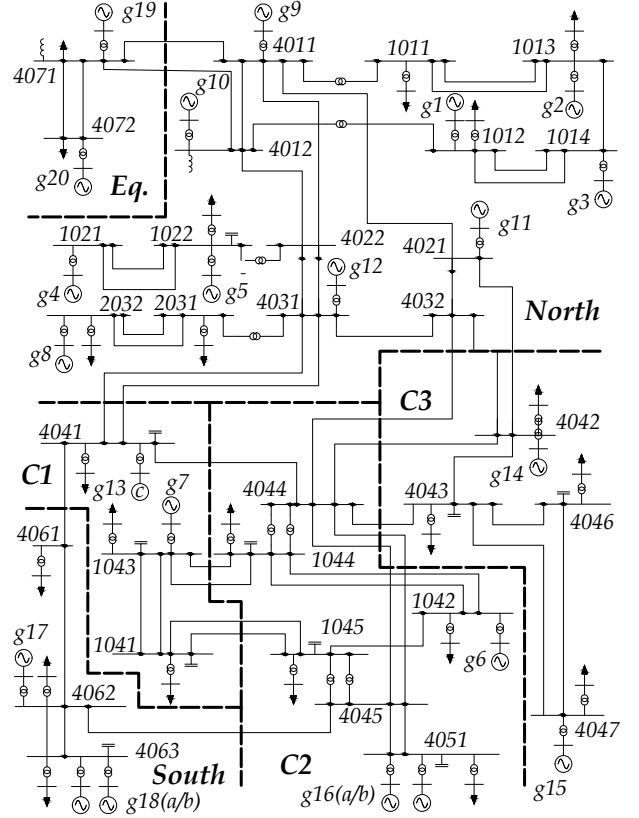 g19
g9
4071
4011
1011
1013
g10
g1
g2
4072
4012
1012
1014
g20
Eq.
g3
g11
1021
1022
4022
4021
g12
g4
g5
2032
2031
4031
4032
North
g8
C3
4041
4042
C1
g13
c
g7
4044
g14
4043
4046
4061
1043
1044
1042
g17
1041
1045
g6
4062
4045
4047
4063
4051
South
C2
g18(a/b)
g16(a/b)
g15